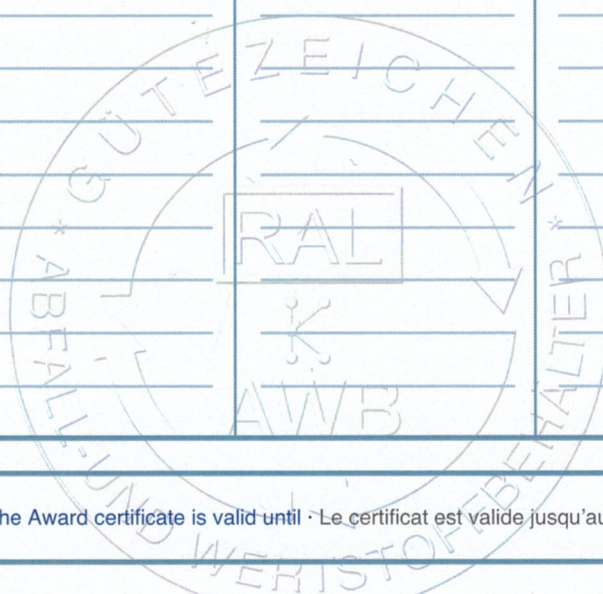 * GÜTEZEICHEN *
RAL
AWB
ABFALL-UND WERTSTOFFBEHÄLTER
he Award certificate is valid until · Le certificat est valide jusqu'au